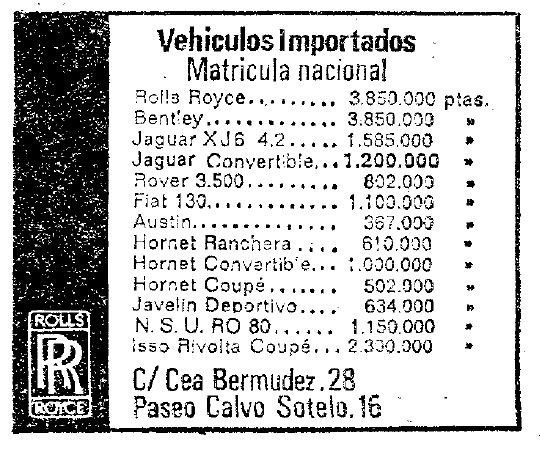 Vehiculos Importados
Matricula nacional
Rolls Royce......... 3.850.000 ptas.
Bentley............. 3.850.000 "
Jaguar XJ6 4.2..... 1.585.000 "
Jaguar Convertible... 1.200.000 "
Rover 3.500......... 802.000 "
Fiat 130............ 1.100.000 "
Austin.............. 367.000 "
Hornet Ranchera .... 610.000 "
Hornet Convertible... 1.000.000 "
Hornet Coupé....... 502.000 "
Javelin Deportivo.... 634.000 "
N. S. U. RO 80...... 1.150.000 "
Isso Rivolta Coupé... 2.300.000 "
C/ Cea Bermudez. 28
Paseo Calvo Sotelo. 16
ROLLS
RR
ROYCE